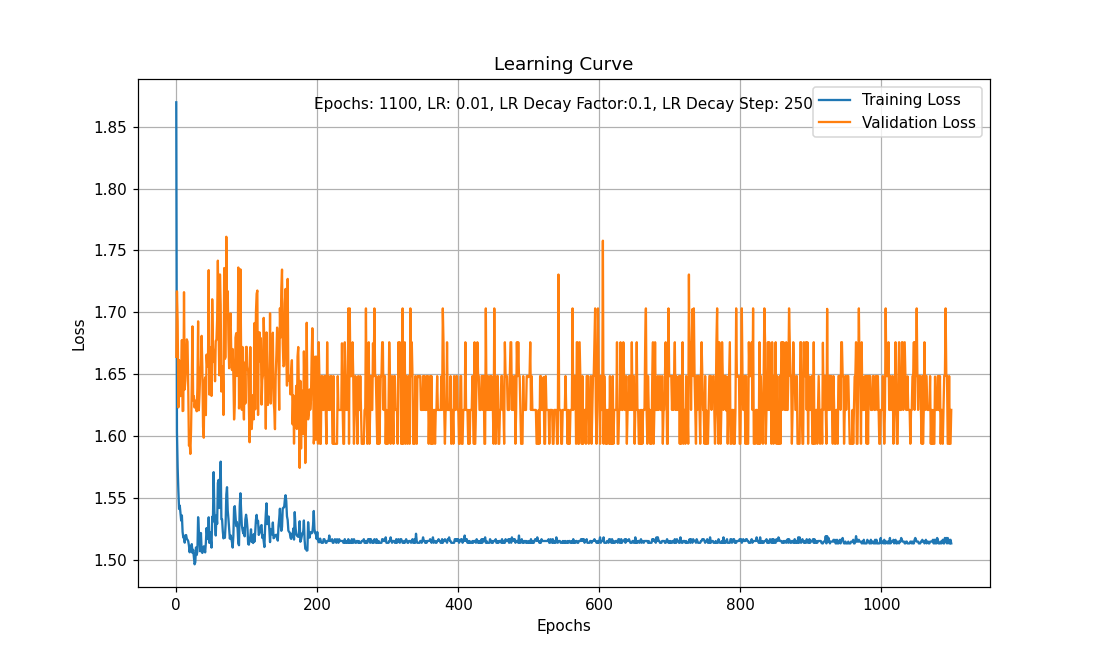 Learning Curve
Epochs: 1100, LR: 0.01, LR Decay Factor:0.1, LR Decay Step: 250
Training Loss
Validation Loss
1.85
1.80
1.75
1.70
1.65
1.60
1.55
1.50
Loss
0 200 400 600 800 1000
Epochs